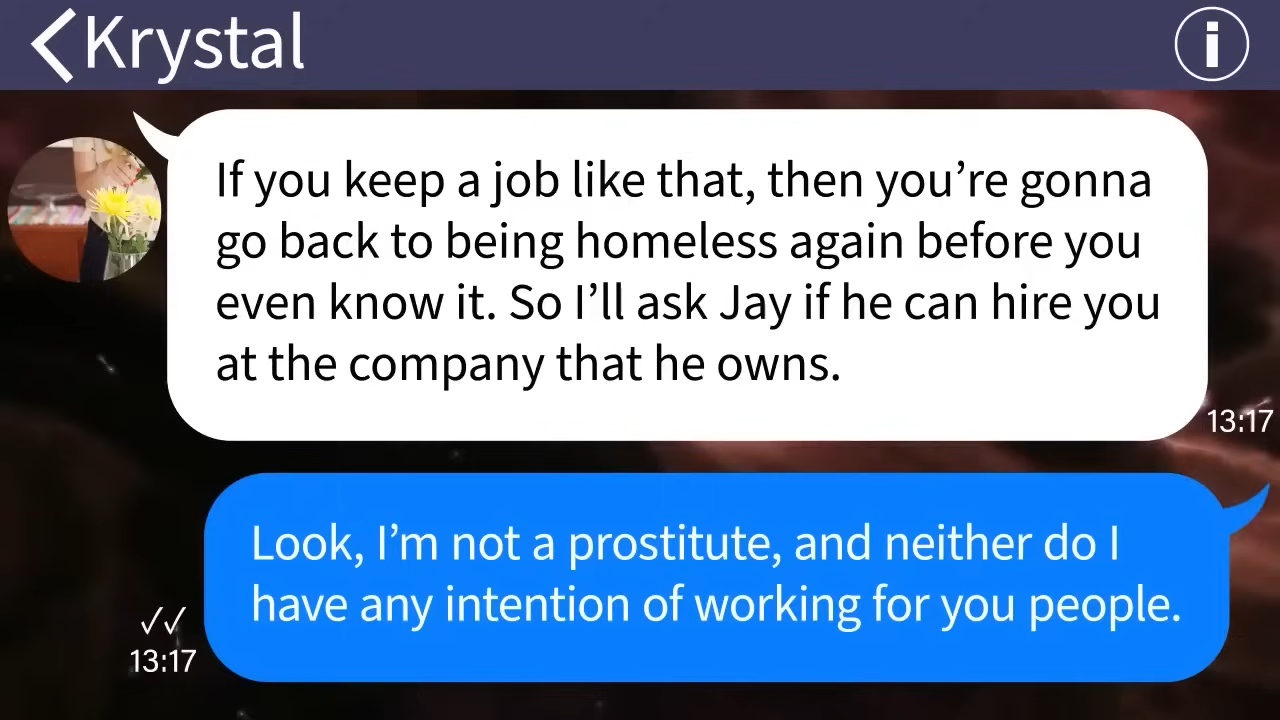 Krystal
If you keep a job like that, then you’re gonna
go back to being homeless again before you
even know it. So I’ll ask Jay if he can hire you
at the company that he owns.
13:17
Look, I’m not a prostitute, and neither do I
have any intention of working for you people.
13:17